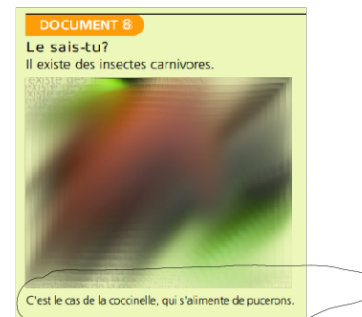 DOCUMENT 8
Le sais-tu?
Il existe des insectes carnivores.
C'est le cas de la coccinelle, qui s'alimente de pucerons.